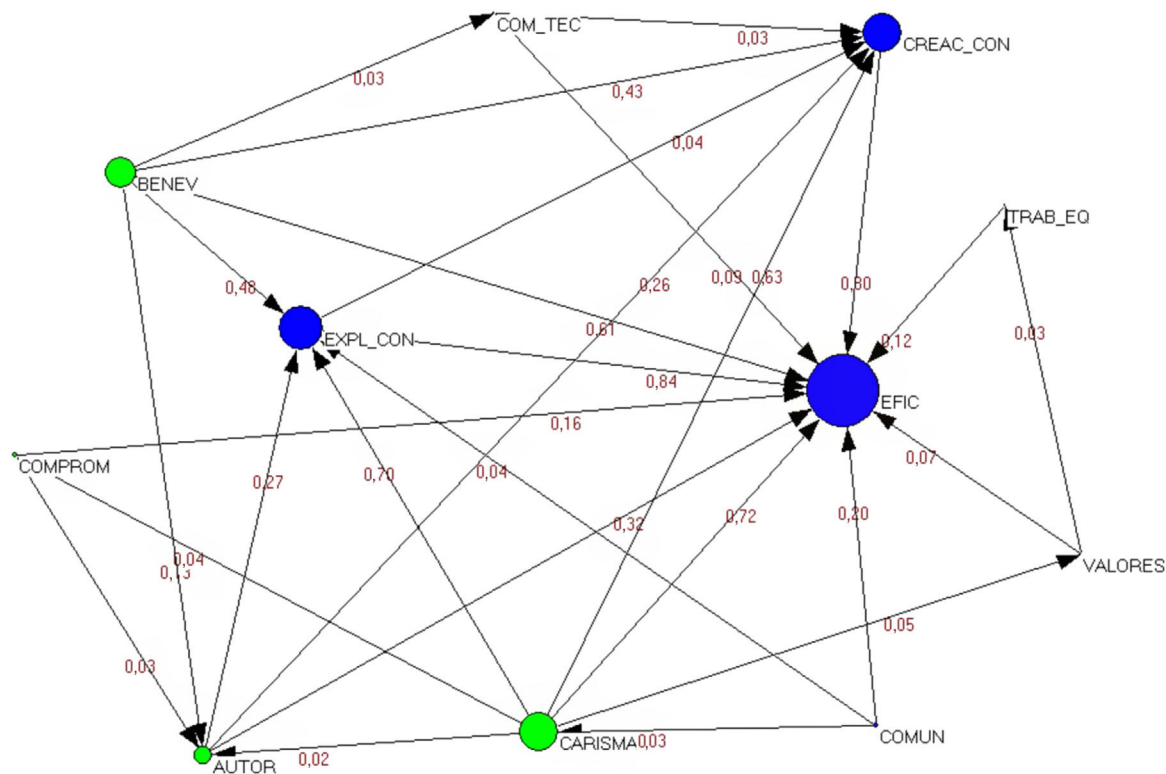 COM_TEC
0,03
CREAC_CON
0,03
0,43
0,04
BENEV
TRAB_EQ
0,48
0,26
0,09
0,63
0,80
0,61
0,03
EXPL_CON
0,12
0,84
EFIC
0,16
COMPROM
0,07
0,27
0,70
0,04
0,32
0,72
0,20
0,04
VALORES
0,05
0,03
CARISMA
0,03
COMUN
0,02
AUTOR